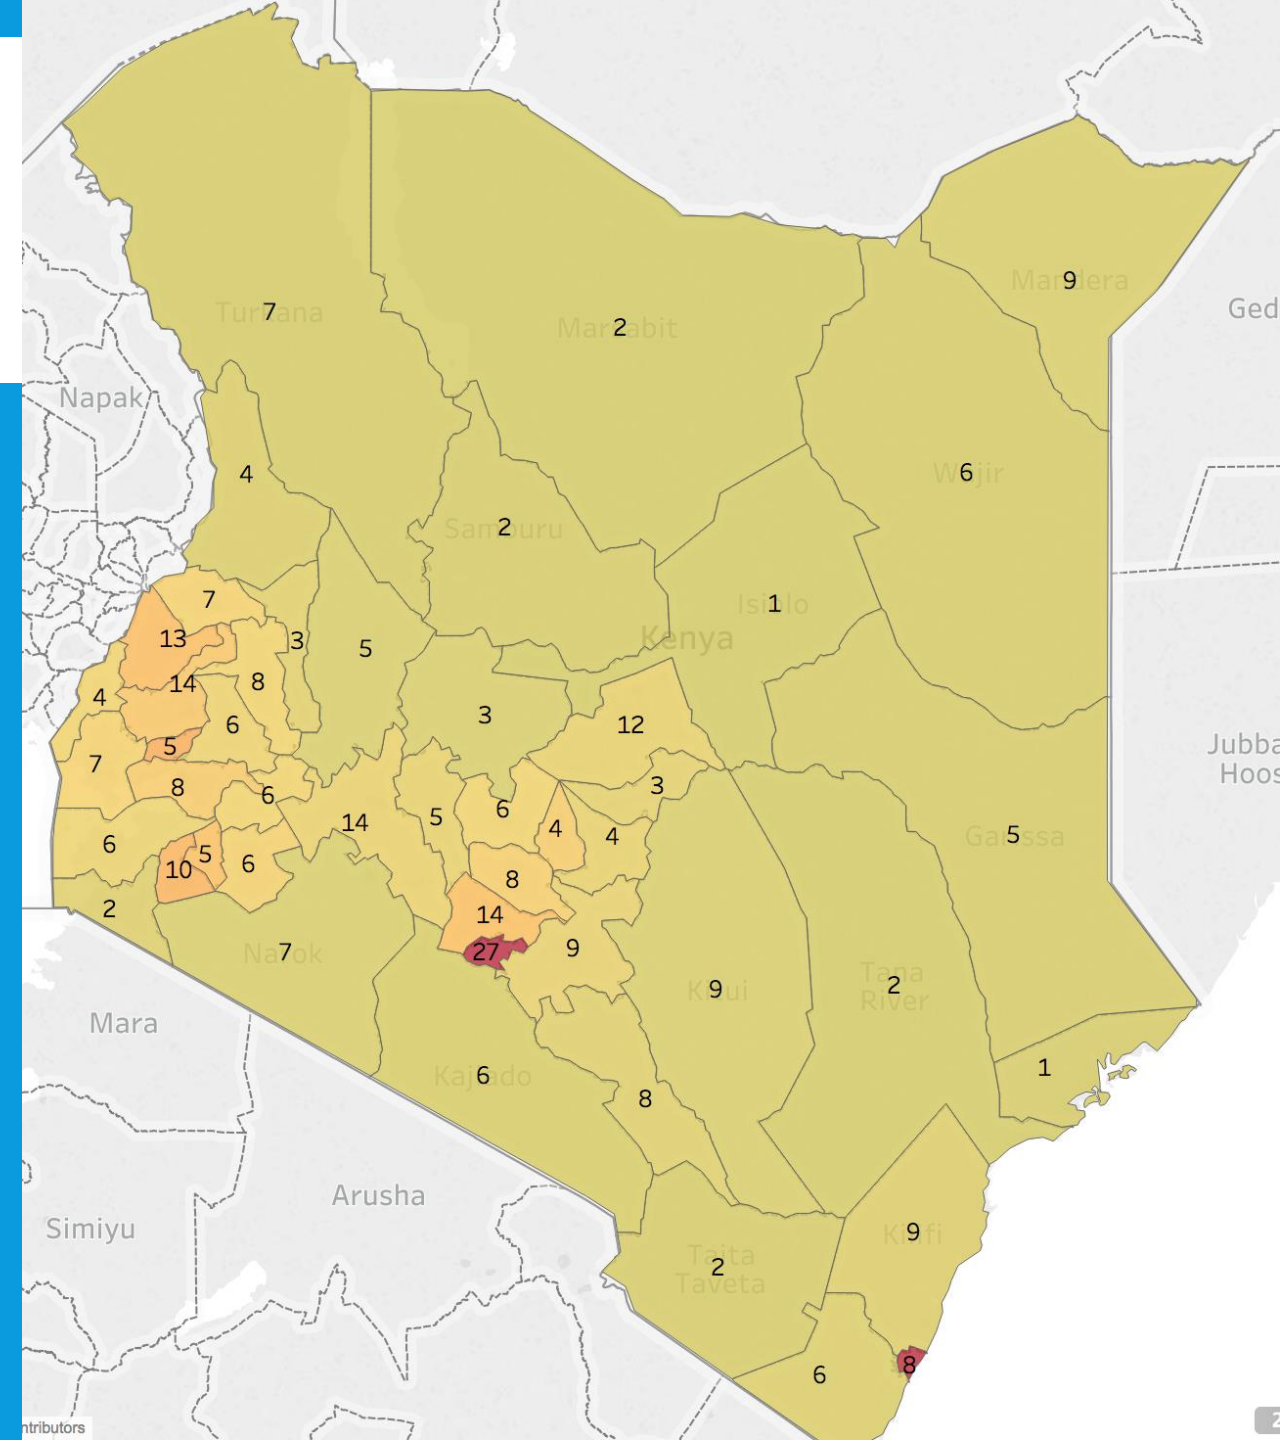 9
Mandera
7
Turkana
2
Marsabit
Ged
Napak
4
6
Wajir
2
Samburu
1
Isiolo
7
13
3
5
Kenya
14
8
4
6
3
12
5
7
8
6
3
Jubba
Hoos
14
5
6
4
4
5
Garissa
6
10
5
6
8
2
14
7
Narok
27
9
9
Kitui
2
Tana
River
Mara
6
Kajiado
8
1
Arusha
Simiyu
9
Kilifi
2
Taita
Taveta
6
8
ntributors